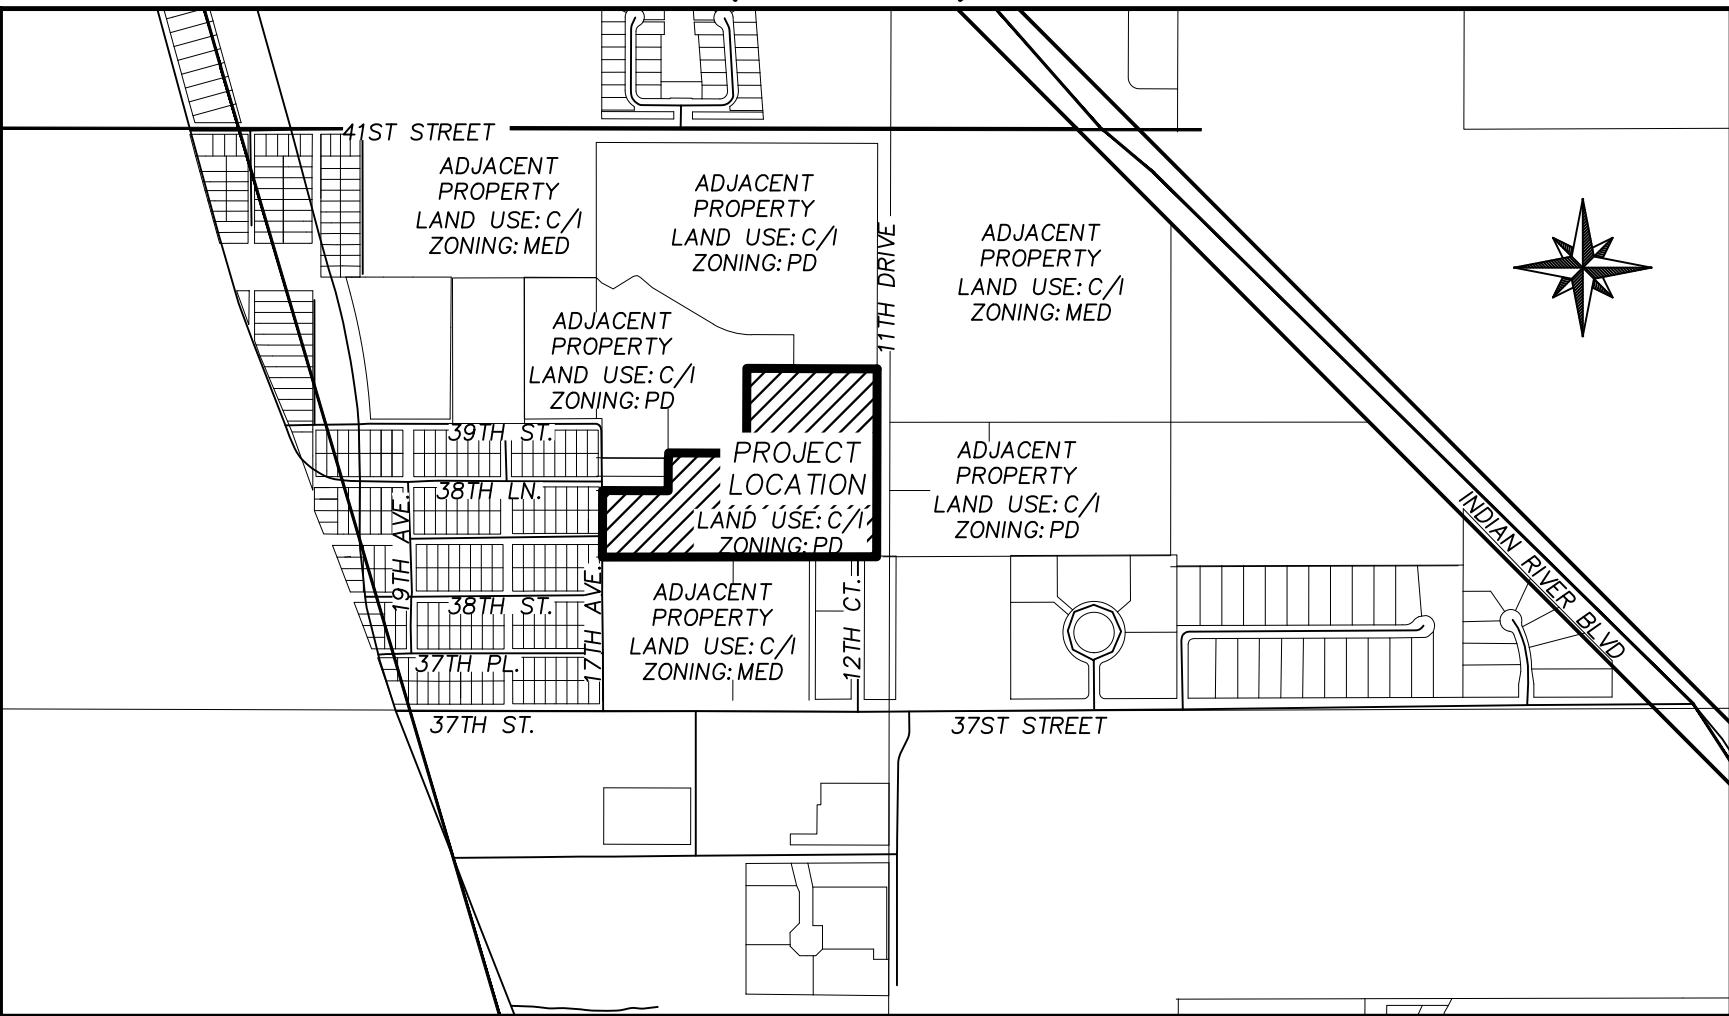 41ST STREET
ADJACENT
PROPERTY
LAND USE: C/I
ZONING: MED
ADJACENT
PROPERTY
LAND USE: C/I
ZONING: PD
11TH DRIVE
ADJACENT
PROPERTY
LAND USE: C/I
ZONING: MED
ADJACENT
PROPERTY
LAND USE: C/I
ZONING: PD
39TH ST.
38TH LN.
19TH AVE.
38TH ST.
37TH PL.
17TH AVE.
PROJECT
LOCATION
LAND USE: C/I
ZONING: PD
ADJACENT
PROPERTY
LAND USE: C/I
ZONING: PD
ADJACENT
PROPERTY
LAND USE: C/I
ZONING: MED
12TH CT.
INDIAN RIVER BLVD
37TH ST.
37ST STREET